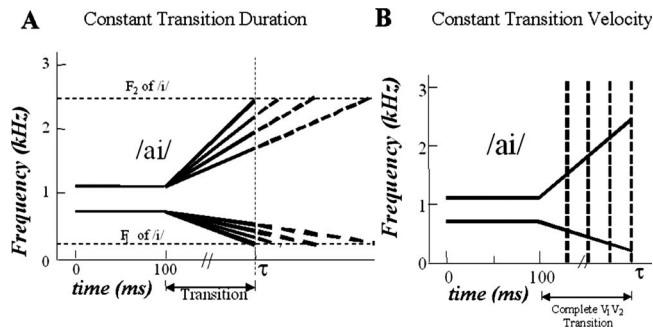 A
Constant Transition Duration
Frequency (kHz)
3
2
1
0
F2 of /i/
/ai/
F1 of /i/
0
100
//
τ
time (ms)
Transition
B
Constant Transition Velocity
Frequency (kHz)
3
2
1
0
/ai/
0
100
//
τ
time (ms)
Complete V1V2
Transition